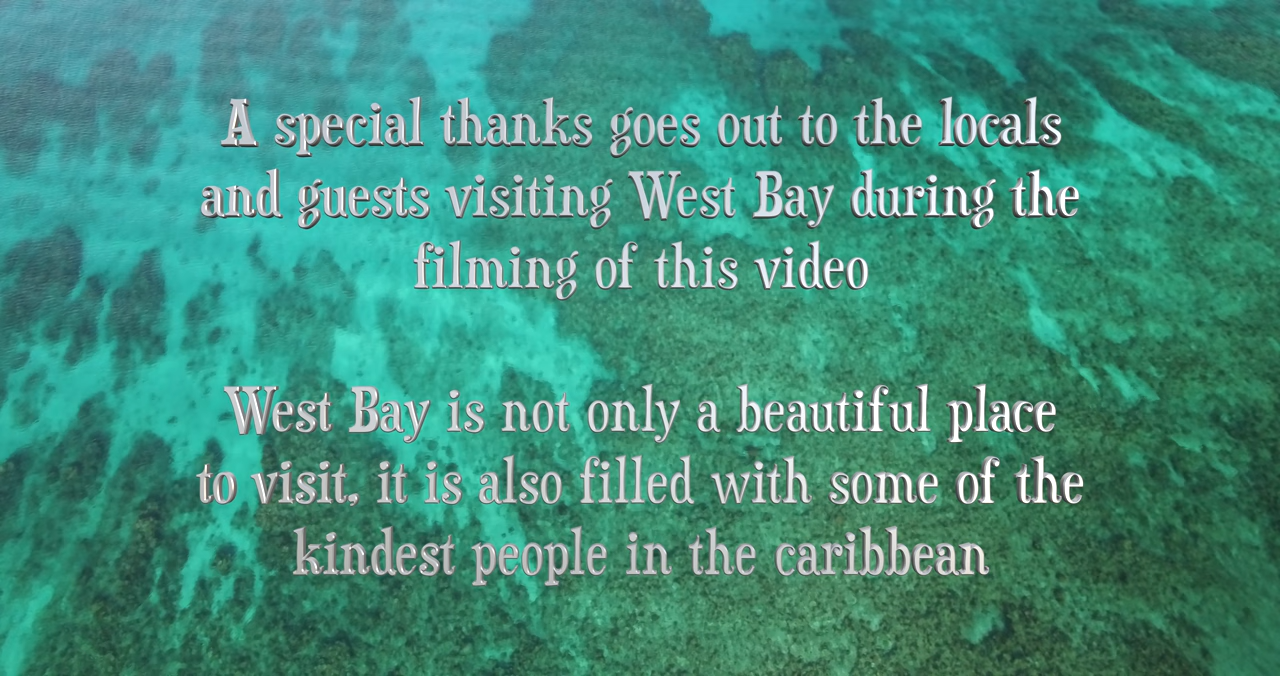 A special thanks goes out to the locals
and guests visiting West Bay during the
filming of this video
West Bay is not only a beautiful place
to visit, it is also filled with some of the
kindest people in the caribbean